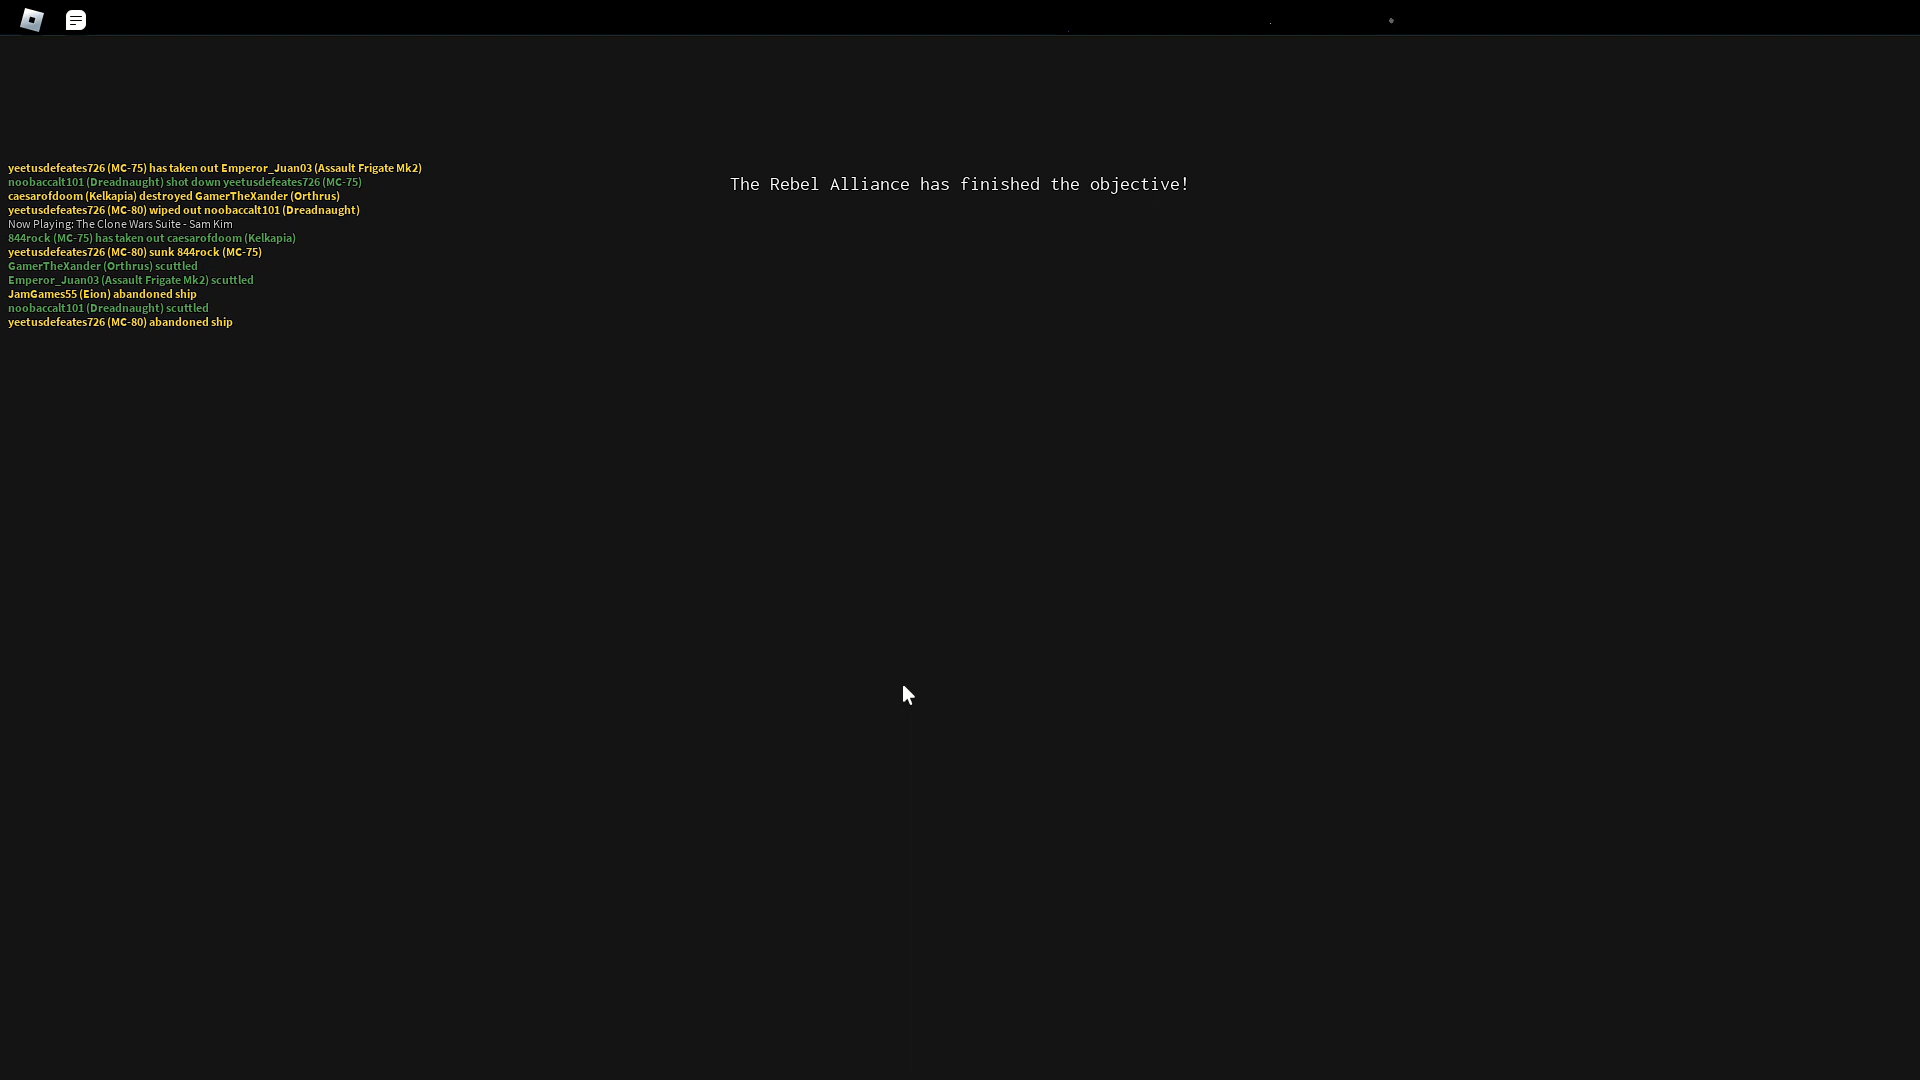 yeetusdefeates726 (MC-75) has taken out Emperor_Juan03 (Assault Frigate Mk2)
noobaccalt101 (Dreadnaught) shot down yeetusdefeates726 (MC-75)
caesarofdoom (Kelkapia) destroyed GamerTheXander (Orthrus)
yeetusdefeates726 (MC-80) wiped out noobaccalt101 (Dreadnaught)
Now Playing: The Clone Wars Suite - Sam Kim
844rock (MC-75) has taken out caesarofdoom (Kelkapia)
yeetusdefeates726 (MC-80) sunk 844rock (MC-75)
GamerTheXander (Orthrus) scuttled
Emperor_Juan03 (Assault Frigate Mk2) scuttled
JamGames55 (Eion) abandoned ship
noobaccalt101 (Dreadnaught) scuttled
yeetusdefeates726 (MC-80) abandoned ship
The Rebel Alliance has finished the objective!